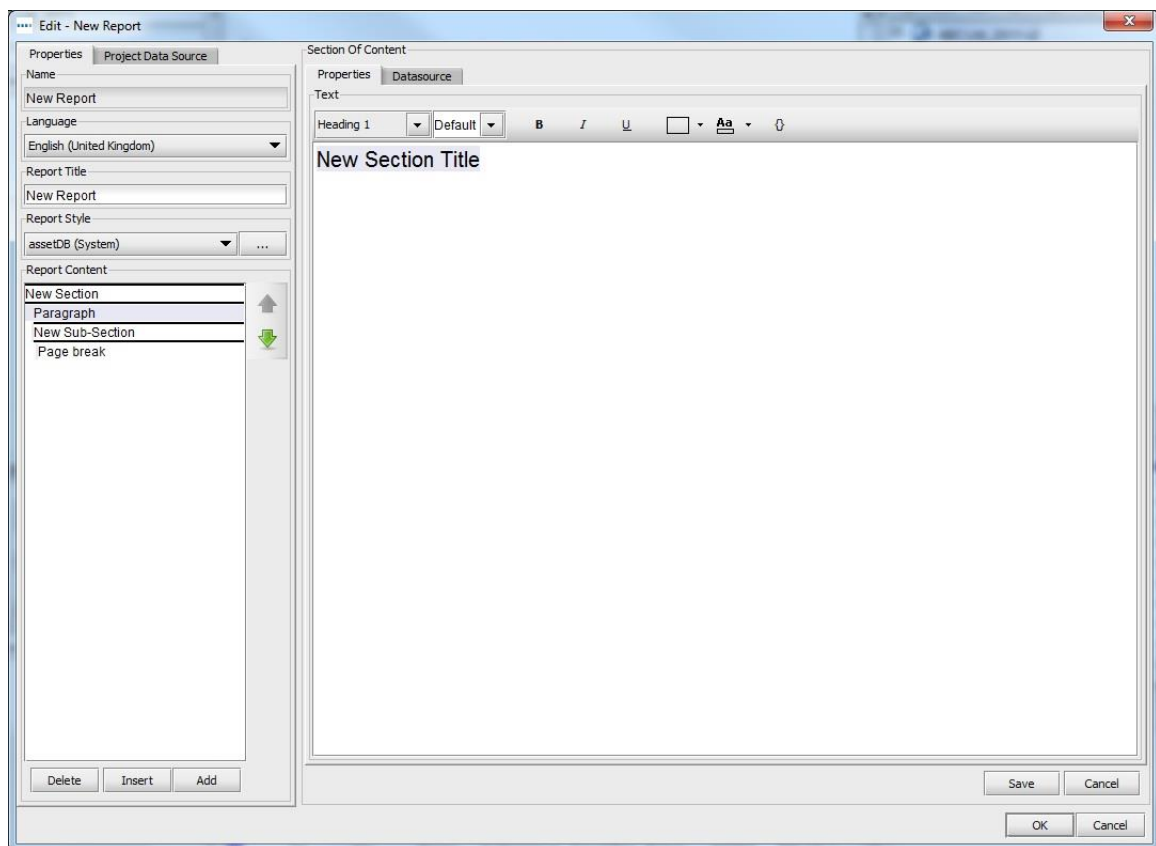 Edit - New Report
Properties Project Data Source
Name
New Report
Language
English (United Kingdom)
Report Title
New Report
Report Style
assetDB (System) ...
Report Content
New Section
Paragraph
New Sub-Section
Page break
Delete Insert Add
Section Of Content
Properties Datasource
Text
Heading 1 Default B I U Aa {}
New Section Title
Save Cancel
OK Cancel